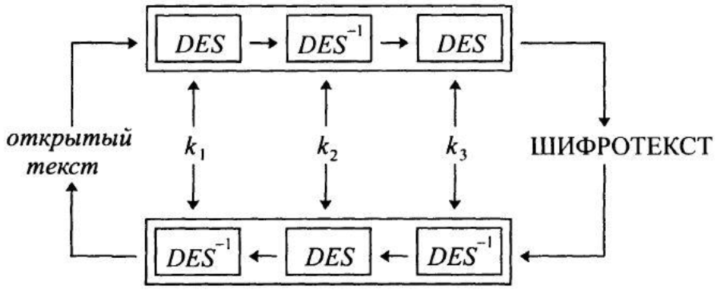 DES → DES⁻¹ → DES
открытый
текст
k₁ k₂ k₃
ШИФРОТЕКСТ
DES⁻¹ ← DES ← DES⁻¹